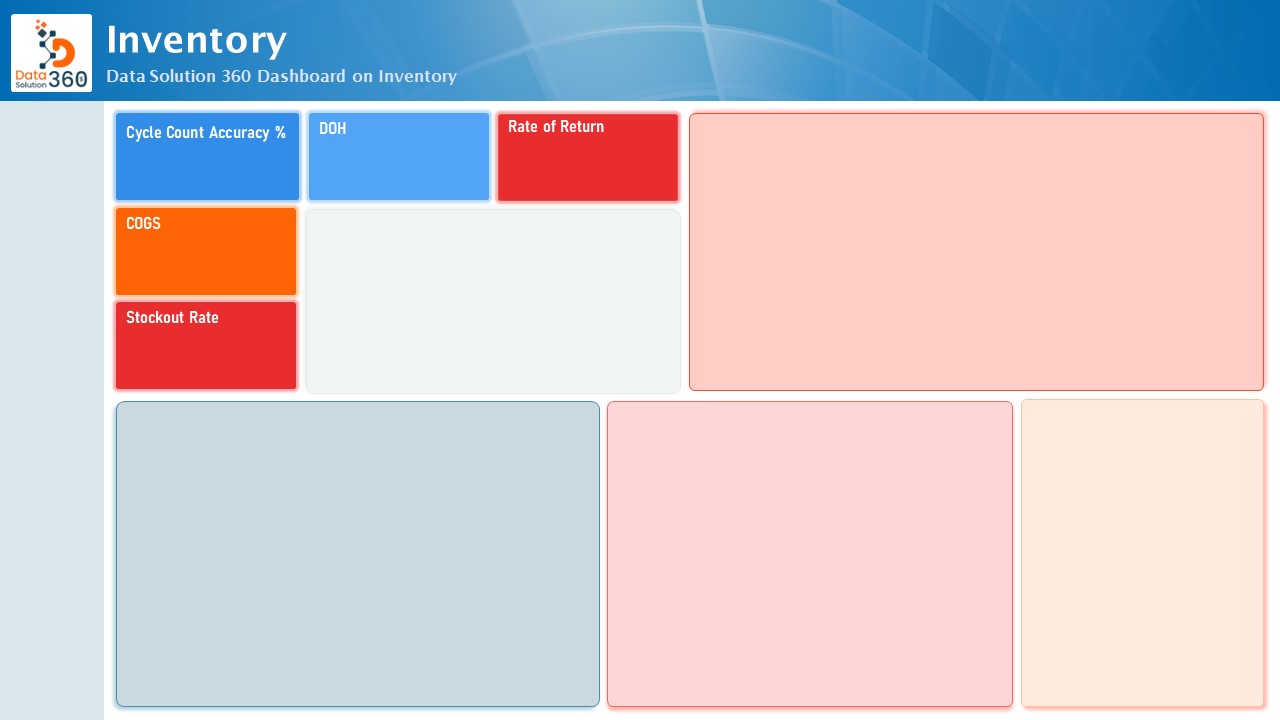 Data
Solution 360
Inventory
Data Solution 360 Dashboard on Inventory
Cycle Count Accuracy %
DOH
Rate of Return
COGS
Stockout Rate